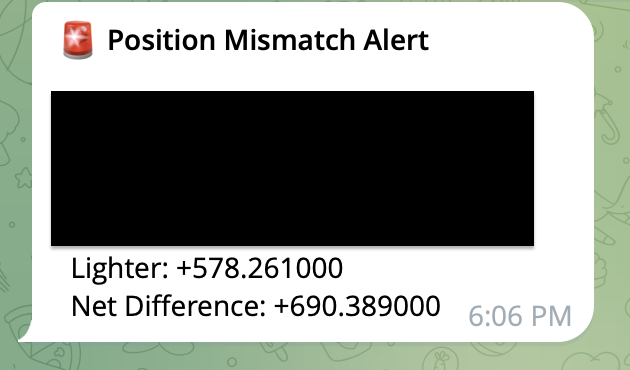 🚨 Position Mismatch Alert
Lighter: +578.261000
Net Difference: +690.389000
6:06 PM